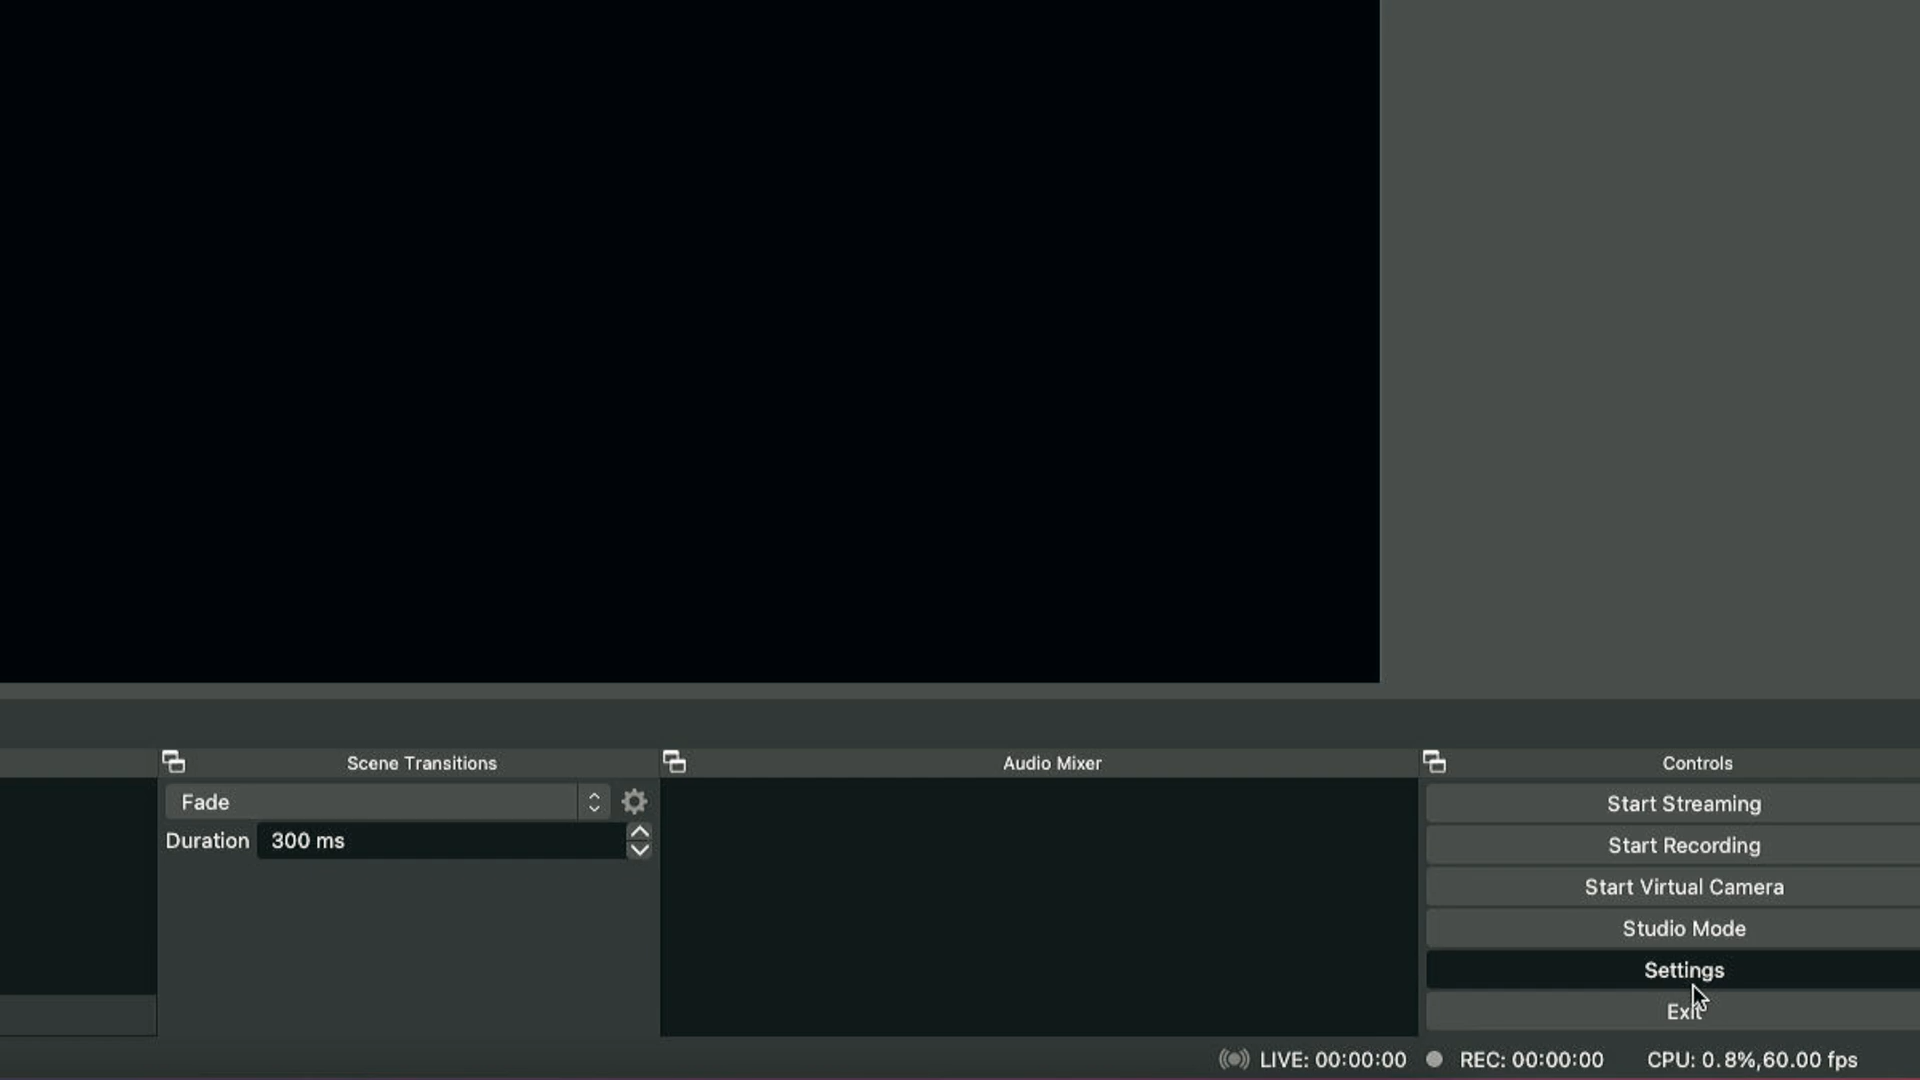 Scene Transitions
Audio Mixer
Controls
Fade
Duration 300 ms
Start Streaming
Start Recording
Start Virtual Camera
Studio Mode
Settings
Exit
LIVE: 00:00:00 REC: 00:00:00 CPU: 0.8%,60.00 fps